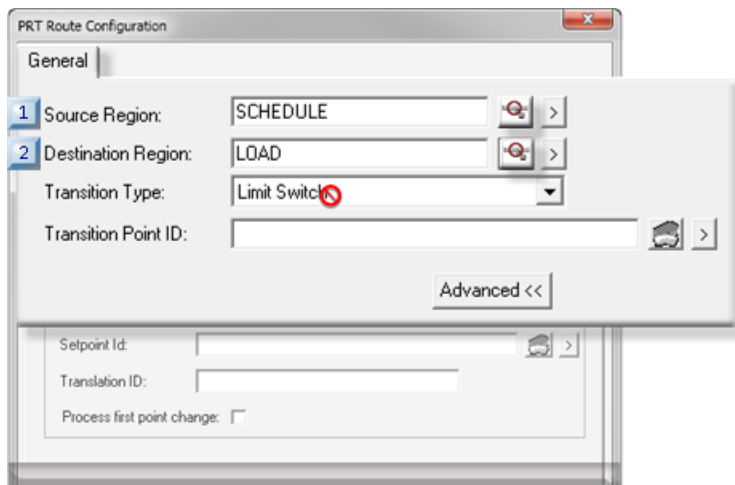 PRT Route Configuration
General
1 Source Region: SCHEDULE >
2 Destination Region: LOAD >
Transition Type: Limit Switch
Transition Point ID: >
Advanced <<
Setpoint Id: >
Translation ID:
Process first point change: